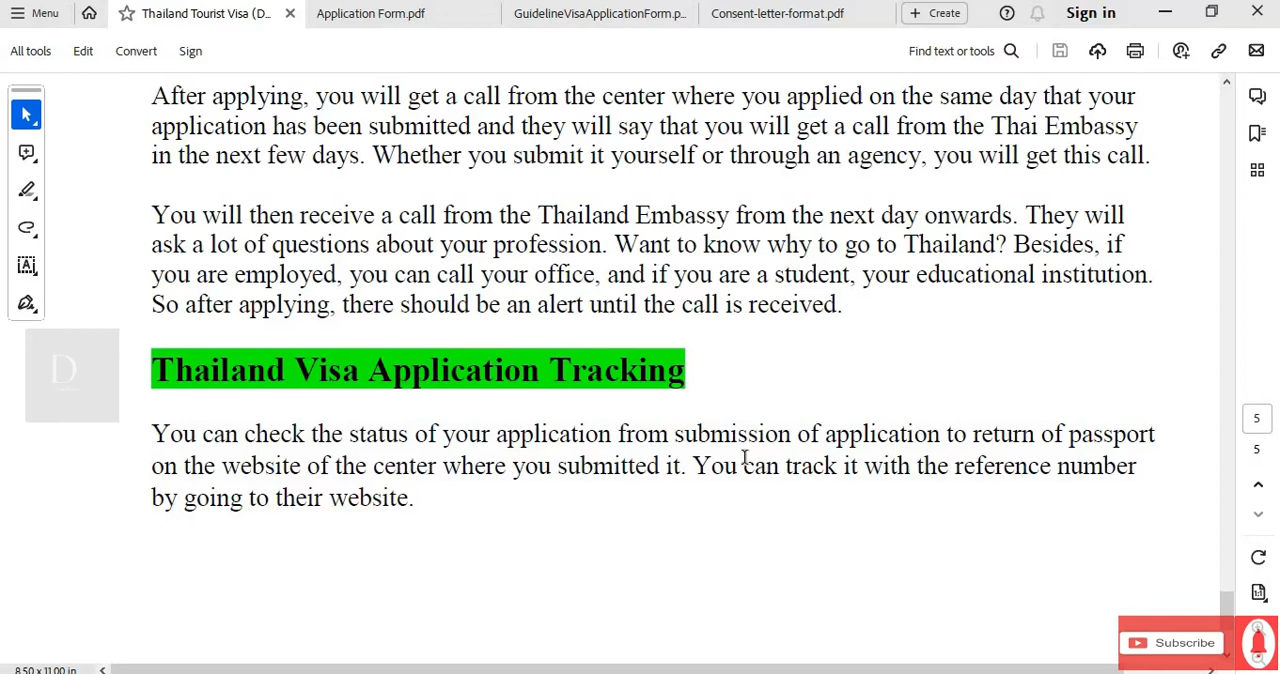 Menu
Thailand Tourist Visa (D...
Application Form.pdf
GuidelineVisaApplicationForm.p...
Consent-letter-format.pdf
Create
Sign in
All tools
Edit
Convert
Sign
Find text or tools
After applying, you will get a call from the center where you applied on the same day that your
application has been submitted and they will say that you will get a call from the Thai Embassy
in the next few days. Whether you submit it yourself or through an agency, you will get this call.
You will then receive a call from the Thailand Embassy from the next day onwards. They will
ask a lot of questions about your profession. Want to know why to go to Thailand? Besides, if
you are employed, you can call your office, and if you are a student, your educational institution.
So after applying, there should be an alert until the call is received.
D
Thailand Visa Application Tracking
You can check the status of your application from submission of application to return of passport
on the website of the center where you submitted it. You can track it with the reference number
by going to their website.
5
5
Subscribe
8.50 x 11.00 in